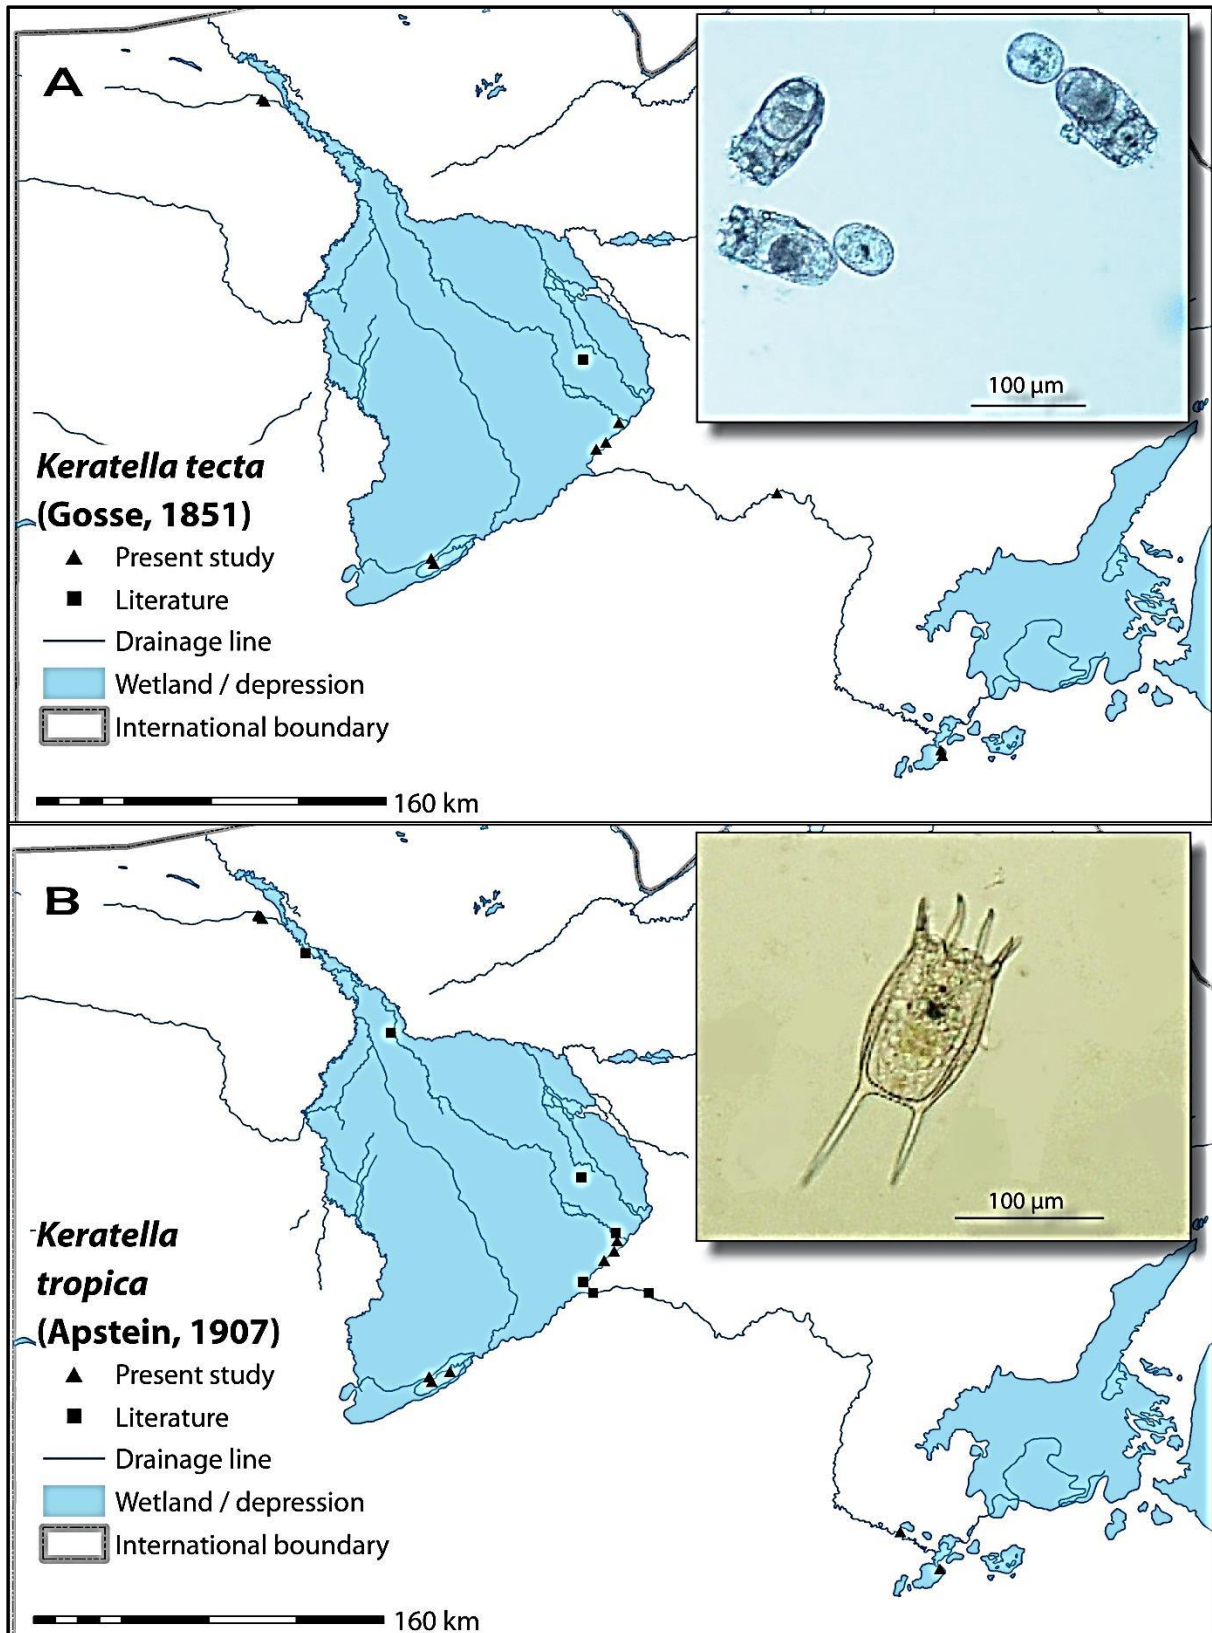 A
100 µm
Keratella tecta
(Gosse, 1851)
Present study
Literature
Drainage line
Wetland / depression
International boundary
160 km
B
100 µm
Keratella
tropica
(Apstein, 1907)
Present study
Literature
Drainage line
Wetland / depression
International boundary
160 km